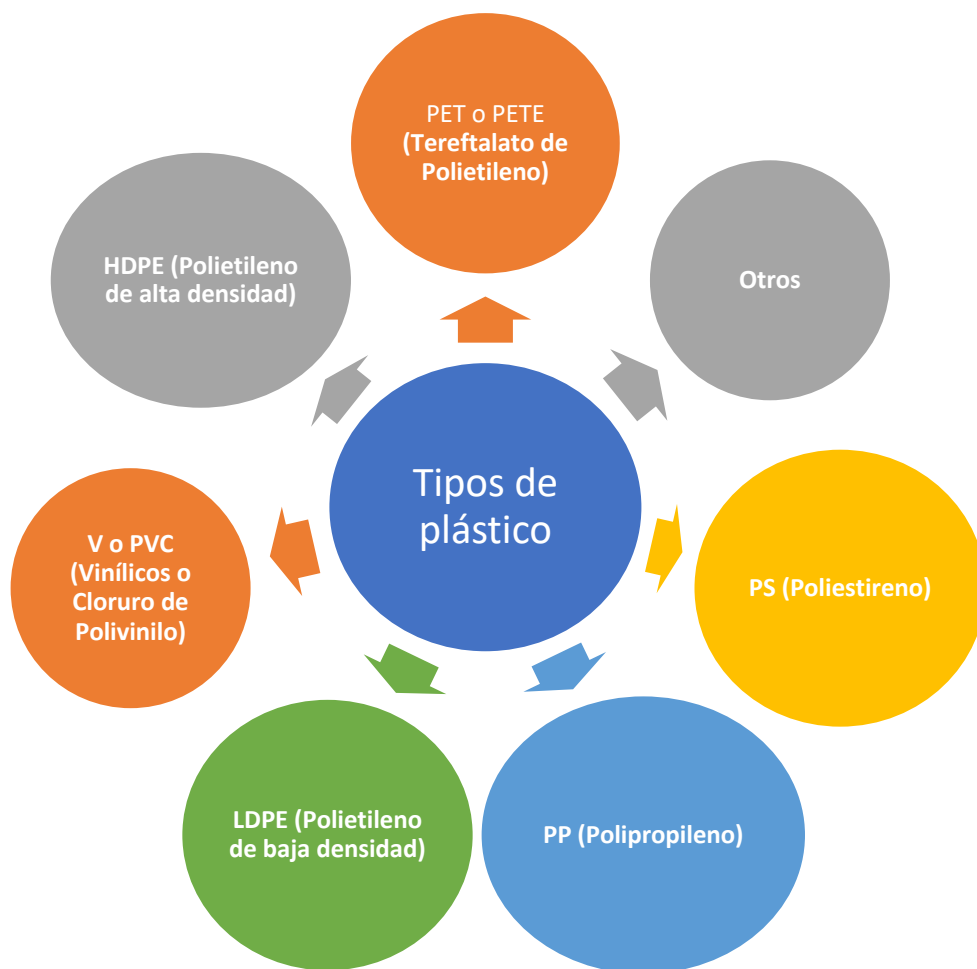 PET o PETE
(Tereftalato de
Polietileno)
HDPE (Polietileno
de alta densidad)
Otros
Tipos de
plástico
V o PVC
(Vinílicos o
Cloruro de
Polivinilo)
PS (Poliestireno)
LDPE (Polietileno
de baja densidad)
PP (Polipropileno)